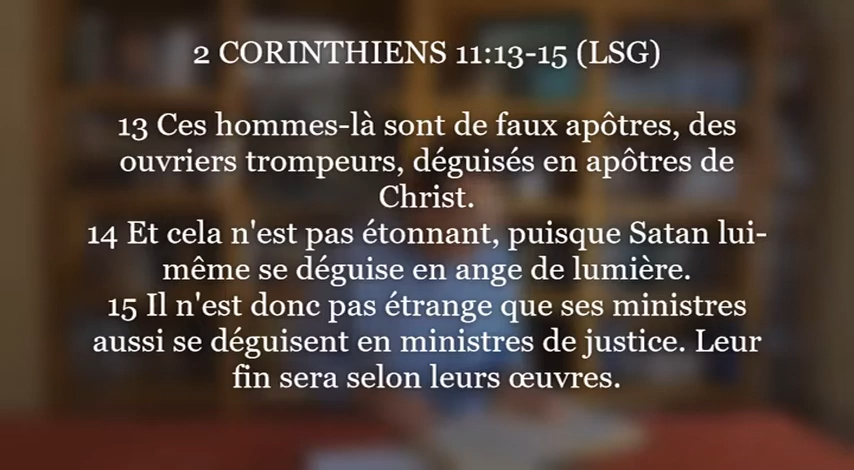 2 CORINTHIENS 11:13-15 (LSG)
13 Ces hommes-là sont de faux apôtres, des
ouvriers trompeurs, déguisés en apôtres de
Christ.
14 Et cela n'est pas étonnant, puisque Satan lui-
même se déguise en ange de lumière.
15 Il n'est donc pas étrange que ses ministres
aussi se déguisent en ministres de justice. Leur
fin sera selon leurs œuvres.